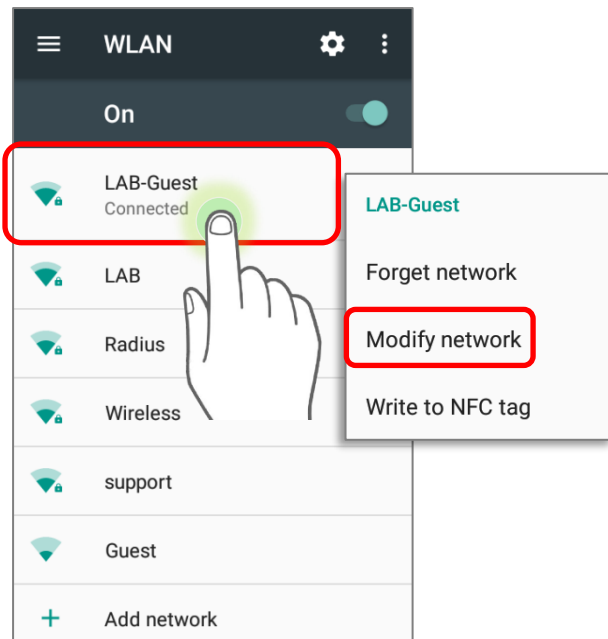 WLAN
On
LAB-Guest
Connected
LAB
Radius
Wireless
support
Guest
Add network
LAB-Guest
Forget network
Modify network
Write to NFC tag